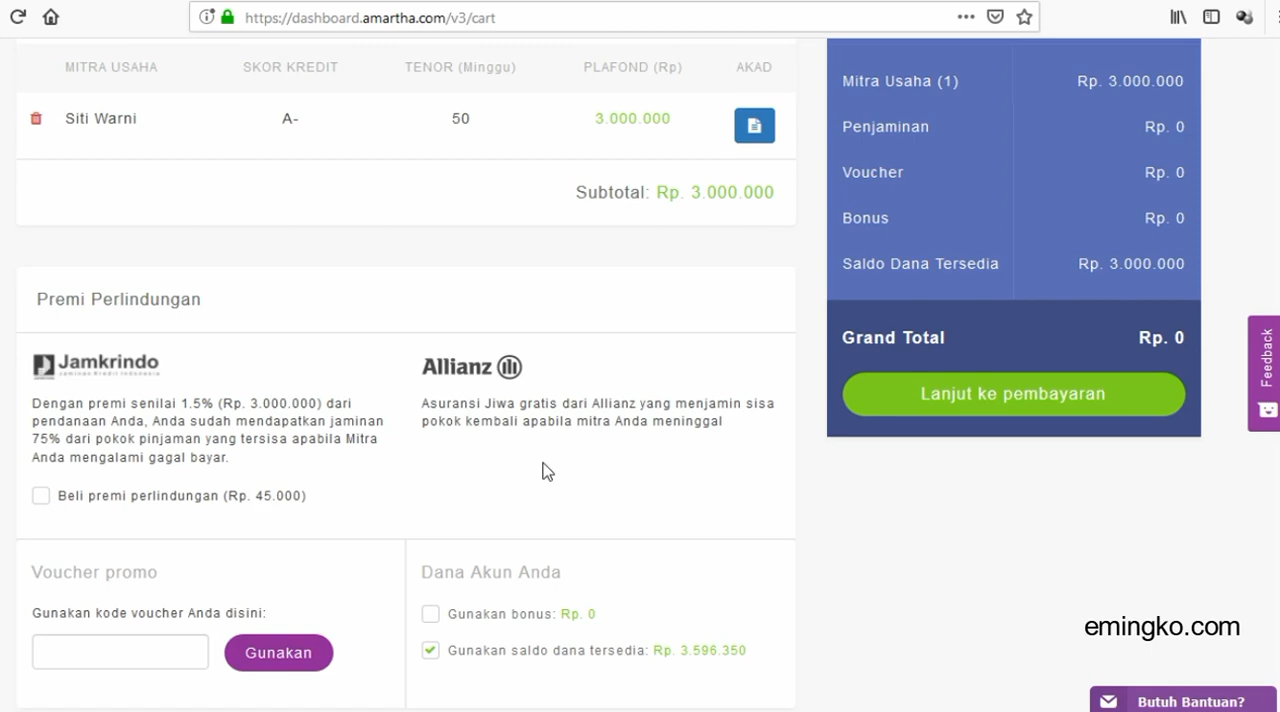 https://dashboard.amartha.com/v3/cart
MITRA USAHA SKOR KREDIT TENOR (Minggu) PLAFOND (Rp) AKAD
Siti Warni A- 50 3.000.000
Subtotal: Rp. 3.000.000
Premi Perlindungan
Jamkrindo
Dengan premi senilai 1.5% (Rp. 3.000.000) dari
pendanaan Anda, Anda sudah mendapatkan jaminan
75% dari pokok pinjaman yang tersisa apabila Mitra
Anda mengalami gagal bayar.
Beli premi perlindungan (Rp. 45.000)
Allianz
Asuransi Jiwa gratis dari Allianz yang menjamin sisa
pokok kembali apabila mitra Anda meninggal
Voucher promo
Gunakan kode voucher Anda disini:
Gunakan
Dana Akun Anda
Gunakan bonus: Rp. 0
Gunakan saldo dana tersedia: Rp. 3.596.350
Mitra Usaha (1) Rp. 3.000.000
Penjaminan Rp. 0
Voucher Rp. 0
Bonus Rp. 0
Saldo Dana Tersedia Rp. 3.000.000
Grand Total Rp. 0
Lanjut ke pembayaran
Feedback
emingko.com
Butuh Bantuan?